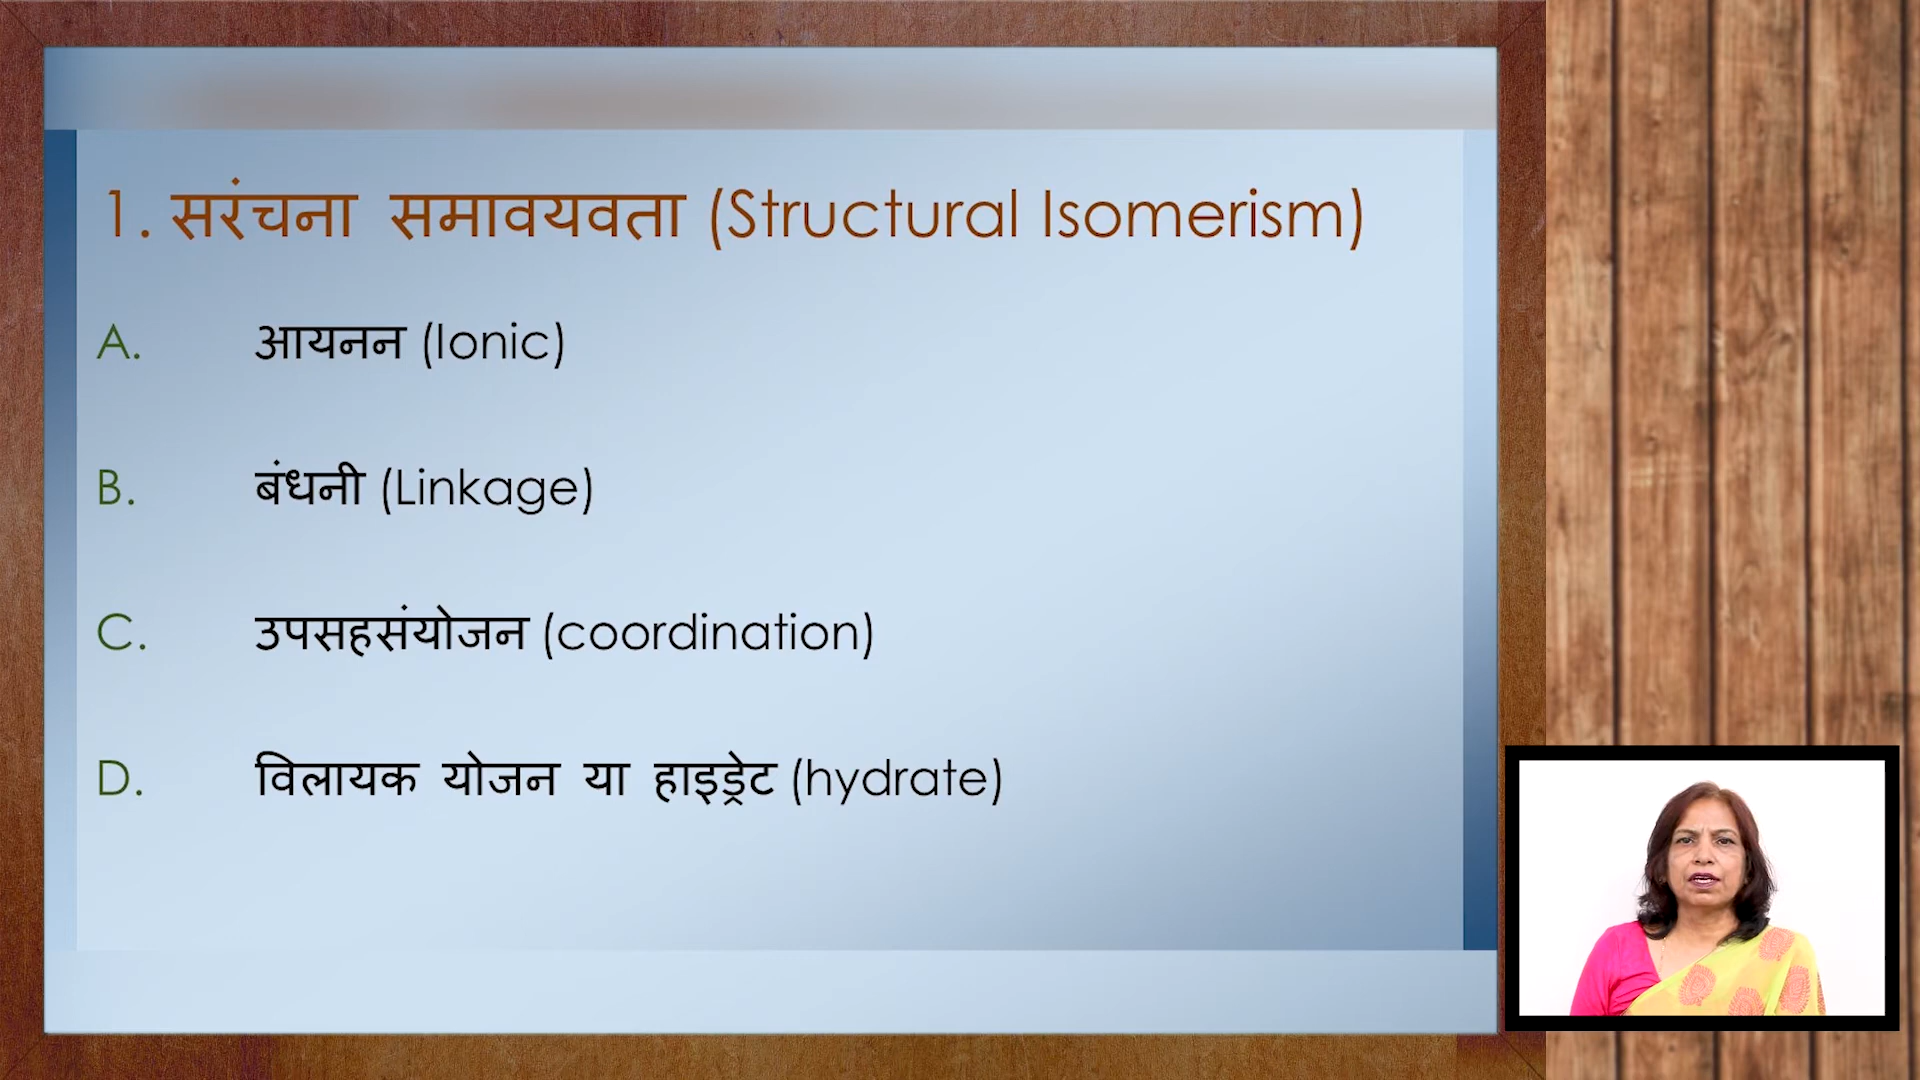 1. सरंचना समावयवता (Structural Isomerism)
A. आयनन (Ionic)
B. बंधनी (Linkage)
C. उपसहसंयोजन (coordination)
D. विलायक योजन या हाइड्रेट (hydrate)